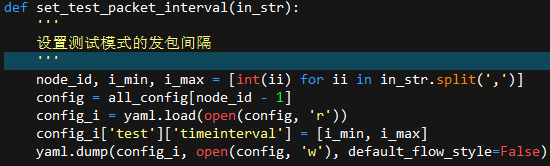 def set_test_packet_interval(in_str):
    '''
    设置测试模式的发包间隔
    '''
    node_id, i_min, i_max = [int(ii) for ii in in_str.split(',')]
    config = all_config[node_id - 1]
    config_i = yaml.load(open(config, 'r'))
    config_i['test']['timeinterval'] = [i_min, i_max]
    yaml.dump(config_i, open(config, 'w'), default_flow_style=False)